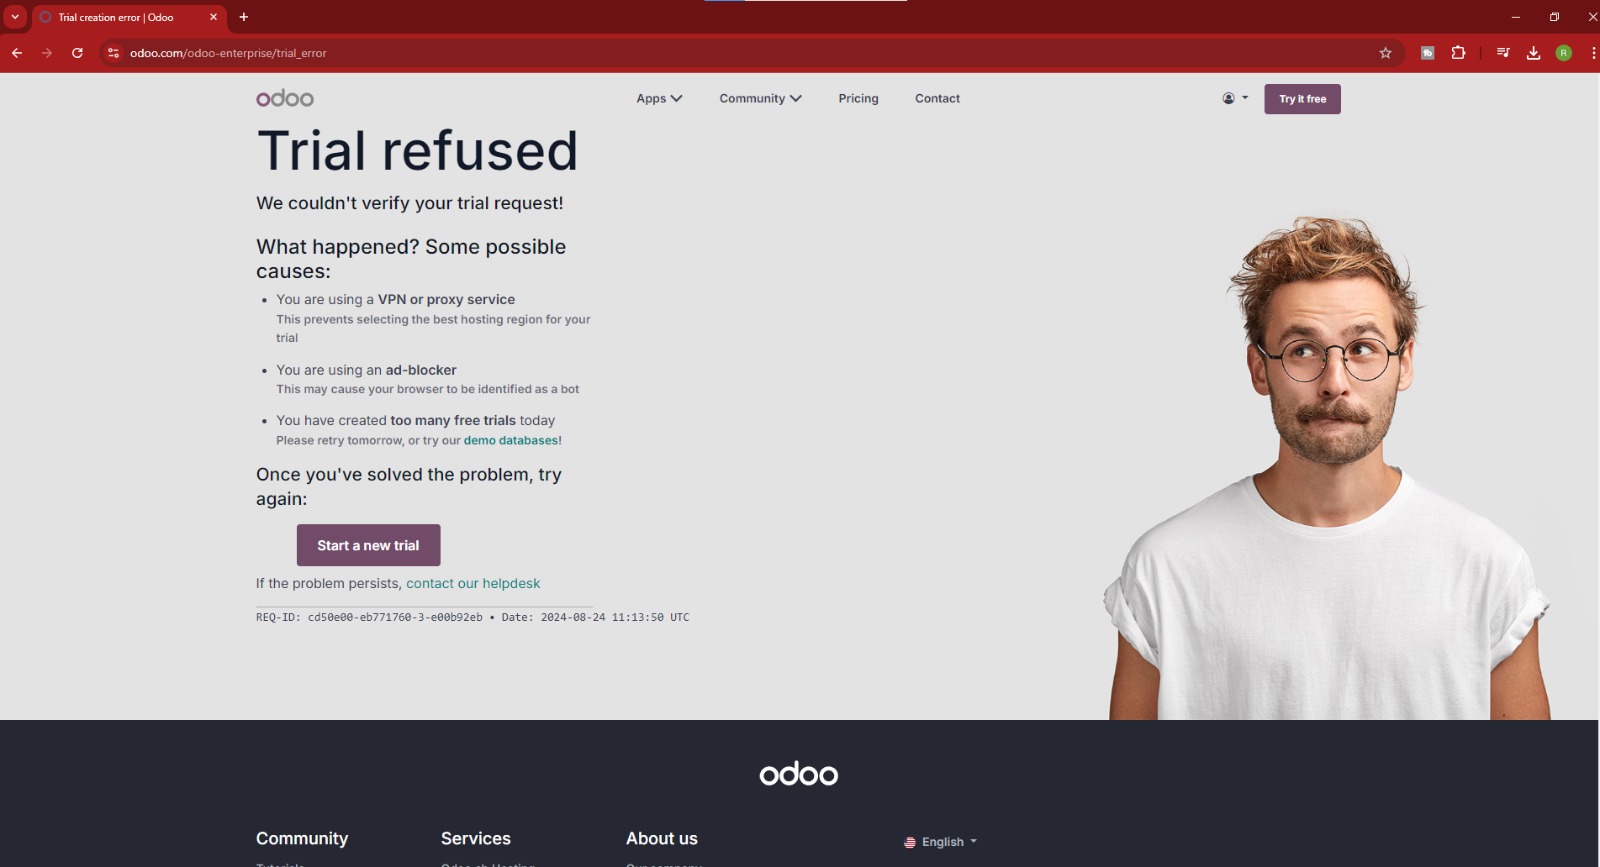 Trial creation error | Odoo
odoo.com/odoo-enterprise/trial_error
R
odoo
Apps
Community
Pricing
Contact
Try it free
Trial refused
We couldn't verify your trial request!
What happened? Some possible
causes:
You are using a VPN or proxy service
This prevents selecting the best hosting region for your
trial
You are using an ad-blocker
This may cause your browser to be identified as a bot
You have created too many free trials today
Please retry tomorrow, or try our demo databases!
Once you've solved the problem, try
again:
Start a new trial
If the problem persists, contact our helpdesk
REQ-ID: cd50e00-eb771760-3-e00b92eb • Date: 2024-08-24 11:13:50 UTC
odoo
Community
Services
About us
English